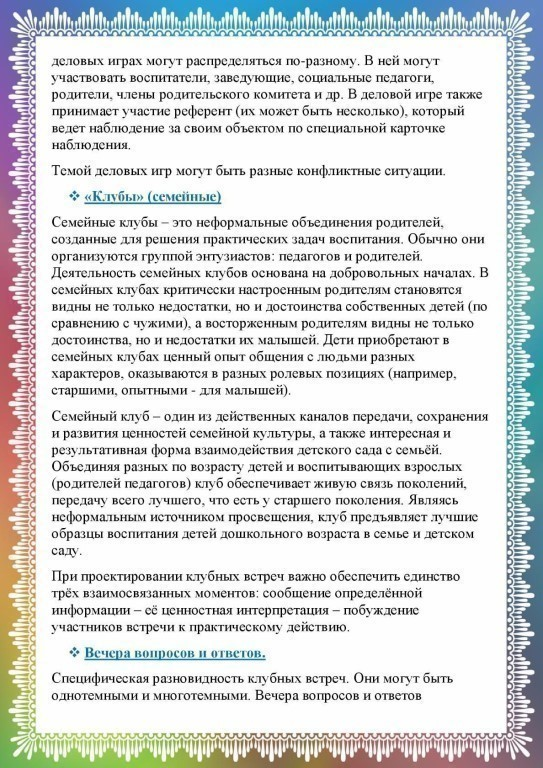 деловых играх могут распределяться по-разному. В ней могут
участвовать воспитатели, заведующие, социальные педагоги,
родители, члены родительского комитета и др. В деловой игре также
принимает участие референт (их может быть несколько), который
ведет наблюдение за своим объектом по специальной карточке
наблюдения.
Темой деловых игр могут быть разные конфликтные ситуации.
❖ «Клубы» (семейные)
Семейные клубы – это неформальные объединения родителей,
созданные для решения практических задач воспитания. Обычно они
организуются группой энтузиастов: педагогов и родителей.
Деятельность семейных клубов основана на добровольных началах. В
семейных клубах критически настроенным родителям становятся
видны не только недостатки, но и достоинства собственных детей (по
сравнению с чужими), а восторженным родителям видны не только
достоинства, но и недостатки их малышей. Дети приобретают в
семейных клубах ценный опыт общения с людьми разных
характеров, оказываются в разных ролевых позициях (например,
старшими, опытными - для малышей).
Семейный клуб – один из действенных каналов передачи, сохранения
и развития ценностей семейной культуры, а также интересная и
результативная форма взаимодействия детского сада с семьёй.
Объединяя разных по возрасту детей и воспитывающих взрослых
(родителей педагогов) клуб обеспечивает живую связь поколений,
передачу всего лучшего, что есть у старшего поколения. Являясь
неформальным источником просвещения, клуб предъявляет лучшие
образцы воспитания детей дошкольного возраста в семье и детском
саду.
При проектировании клубных встреч важно обеспечить единство
трёх взаимосвязанных моментов: сообщение определённой
информации – её ценностная интерпретация – побуждение
участников встречи к практическому действию.
❖ Вечера вопросов и ответов.
Специфическая разновидность клубных встреч. Они могут быть
однотемными и многотемными. Вечера вопросов и ответов